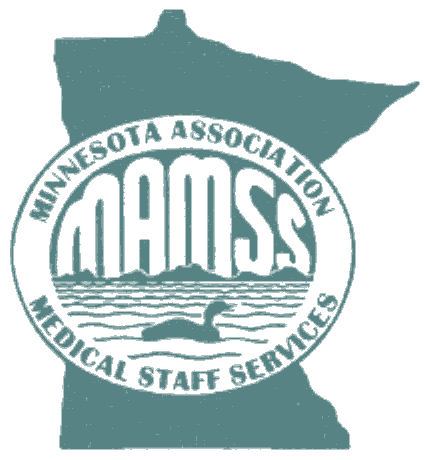 MINNESOTA ASSOCIATION
MAMSS
MEDICAL STAFF SERVICES